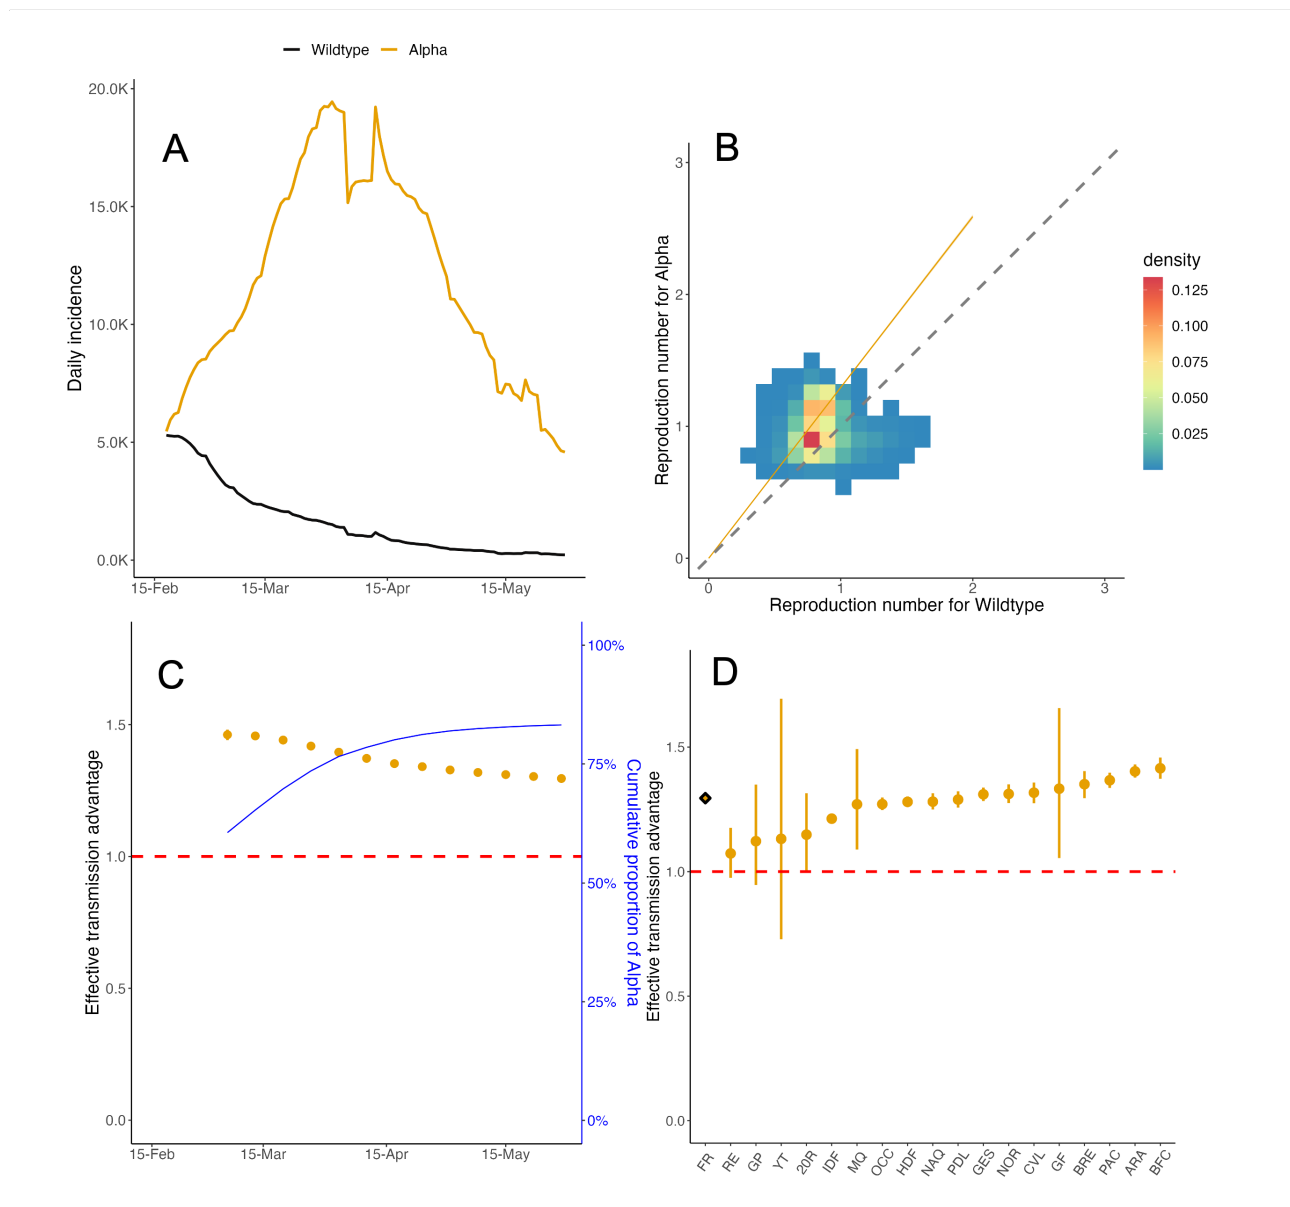 Wildtype Alpha
A
Daily incidence
20.0K
15.0K
10.0K
5.0K
0.0K
15-Feb 15-Mar 15-Apr 15-May
B
Reproduction number for Alpha
3
2
1
0
0 1 2 3
Reproduction number for Wildtype
density
0.125
0.100
0.075
0.050
0.025
C
Effective transmission advantage
1.5
1.0
0.5
0.0
15-Feb 15-Mar 15-Apr 15-May
100%
75%
50%
25%
0%
Cumulative proportion of Alpha
D
Effective transmission advantage
1.5
1.0
0.5
0.0
FR RE GP YT 20R IDF MQ OCC HDF NAQ PDL GES NOR CVL GF BRE PAC ARA BFC